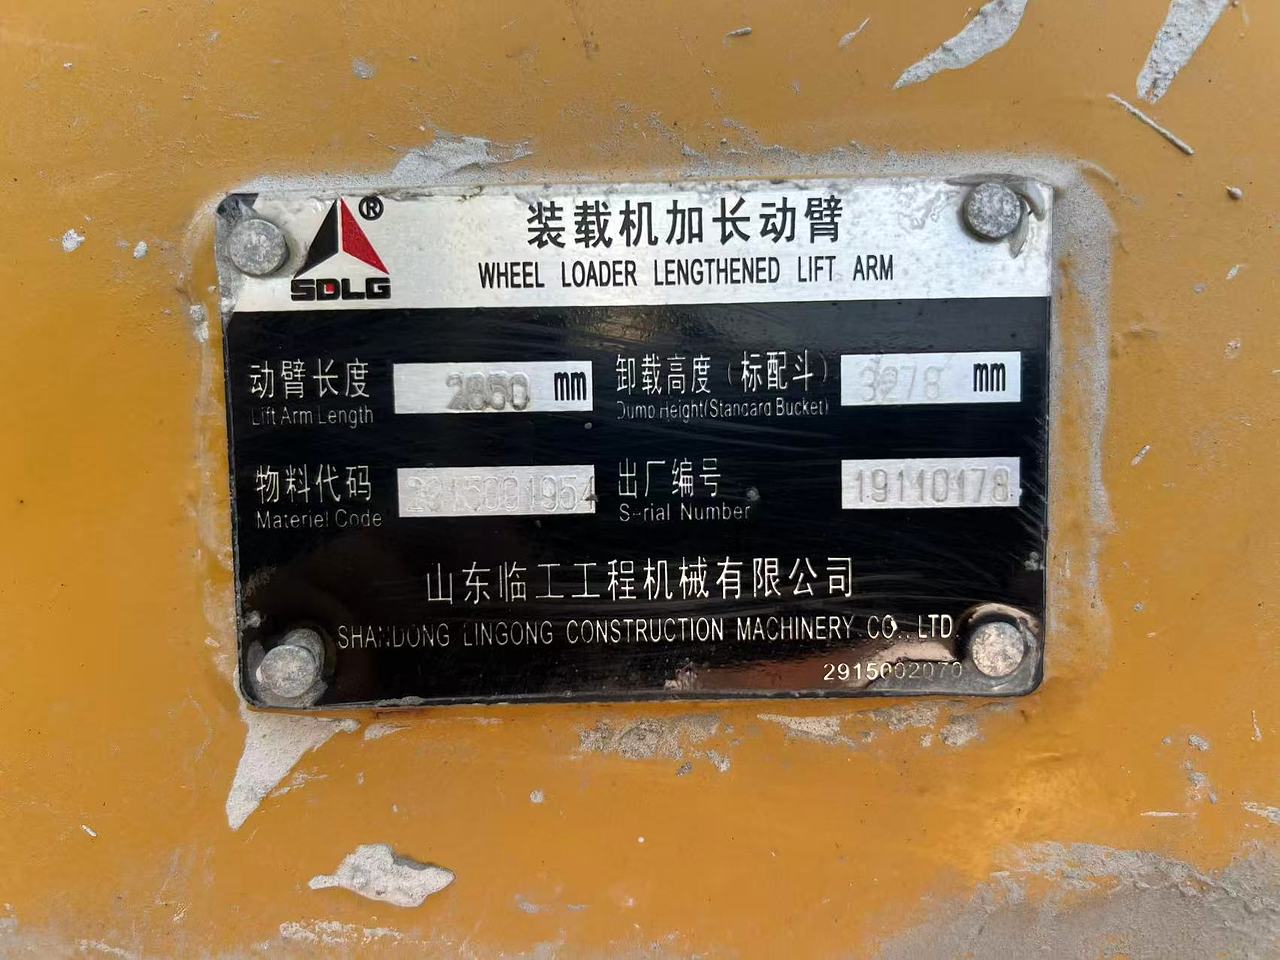 ®
SDLG
装载机加长动臂
WHEEL LOADER LENGTHENED LIFT ARM
动臂长度 2850 mm 卸载高度（标配斗） 3278 mm
Lift Arm Length Dump Height(Standard Bucket)
物料代码 2915001954 出厂编号 19110178
Materiel Code Serial Number
山东临工工程机械有限公司
SHANDONG LINGONG CONSTRUCTION MACHINERY CO., LTD
2915002070